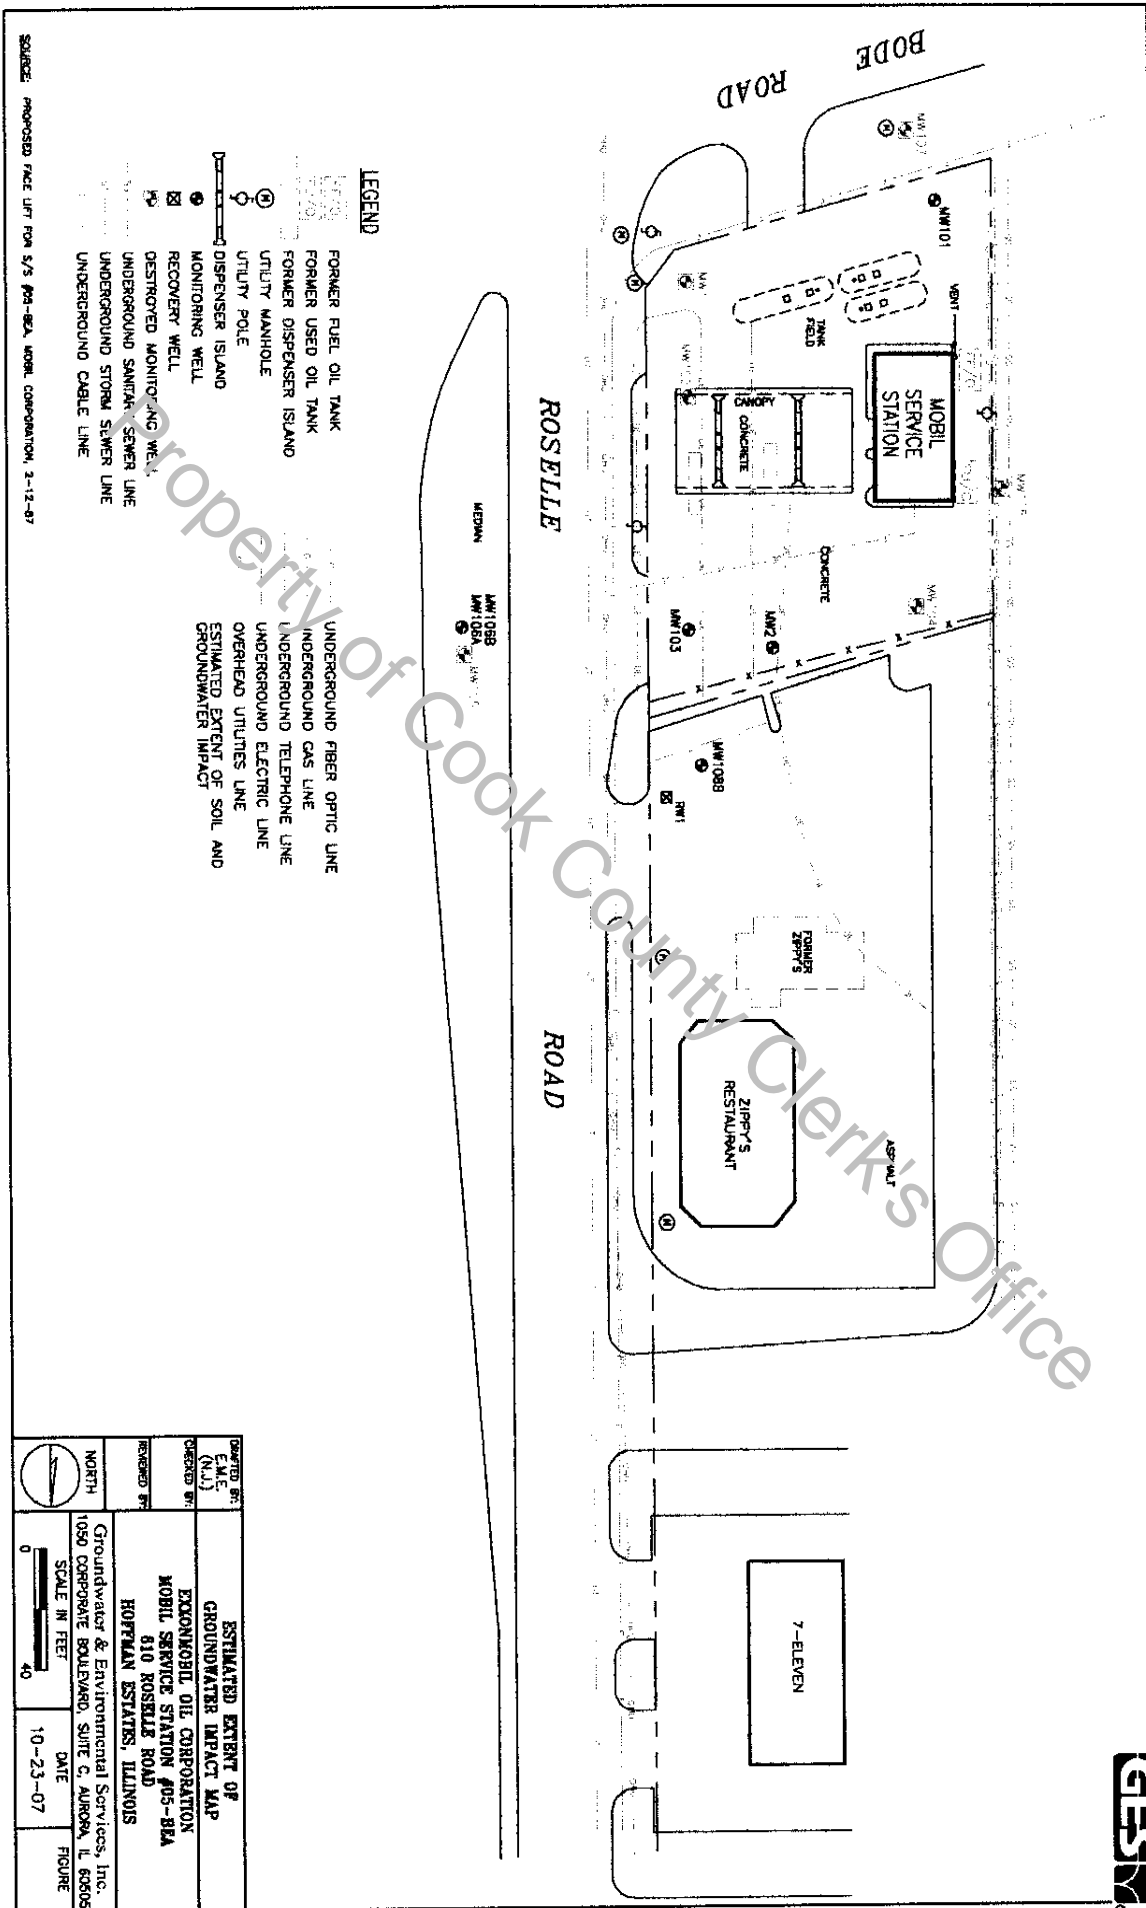 BODE
ROAD
MW101
VENT
TANK
FIELD
MOBIL
SERVICE
STATION
CANOPY
CONCRETE
CONCRETE
MW103
MW2
MW108B
RW1
FORMER
ZIPPY'S
ZIPPY'S
RESTAURANT
ASPHALT
7-ELEVEN
ROSELLE
ROAD
MEDIAN
MW106B
MW106A
LEGEND
FORMER FUEL OIL TANK
FORMER USED OIL TANK
FORMER DISPENSER ISLAND
UTILITY MANHOLE
UTILITY POLE
DISPENSER ISLAND
MONITORING WELL
RECOVERY WELL
DESTROYED MONITORING WELL
UNDERGROUND SANITARY SEWER LINE
UNDERGROUND STORM SEWER LINE
UNDERGROUND CABLE LINE
UNDERGROUND FIBER OPTIC LINE
UNDERGROUND GAS LINE
UNDERGROUND TELEPHONE LINE
UNDERGROUND ELECTRIC LINE
OVERHEAD UTILITIES LINE
ESTIMATED EXTENT OF SOIL AND
GROUNDWATER IMPACT
SOURCE: PROPOSED FACE LIFT FOR S/S #05-BEA, MOBIL CORPORATION, 2-12-87
DRAFTED BY:
E.M.E.
(N.J.)
CHECKED BY:
REVIEWED BY:
NORTH
ESTIMATED EXTENT OF
GROUNDWATER IMPACT MAP
EXXONMOBIL OIL CORPORATION
MOBIL SERVICE STATION #05-BEA
610 ROSELLE ROAD
HOFFMAN ESTATES, ILLINOIS
Groundwater & Environmental Services, Inc.
1050 CORPORATE BOULEVARD, SUITE C, AURORA, IL 60505
SCALE IN FEET
0 40
DATE
10-23-07
FIGURE
GES
Property of Cook County Clerk's Office